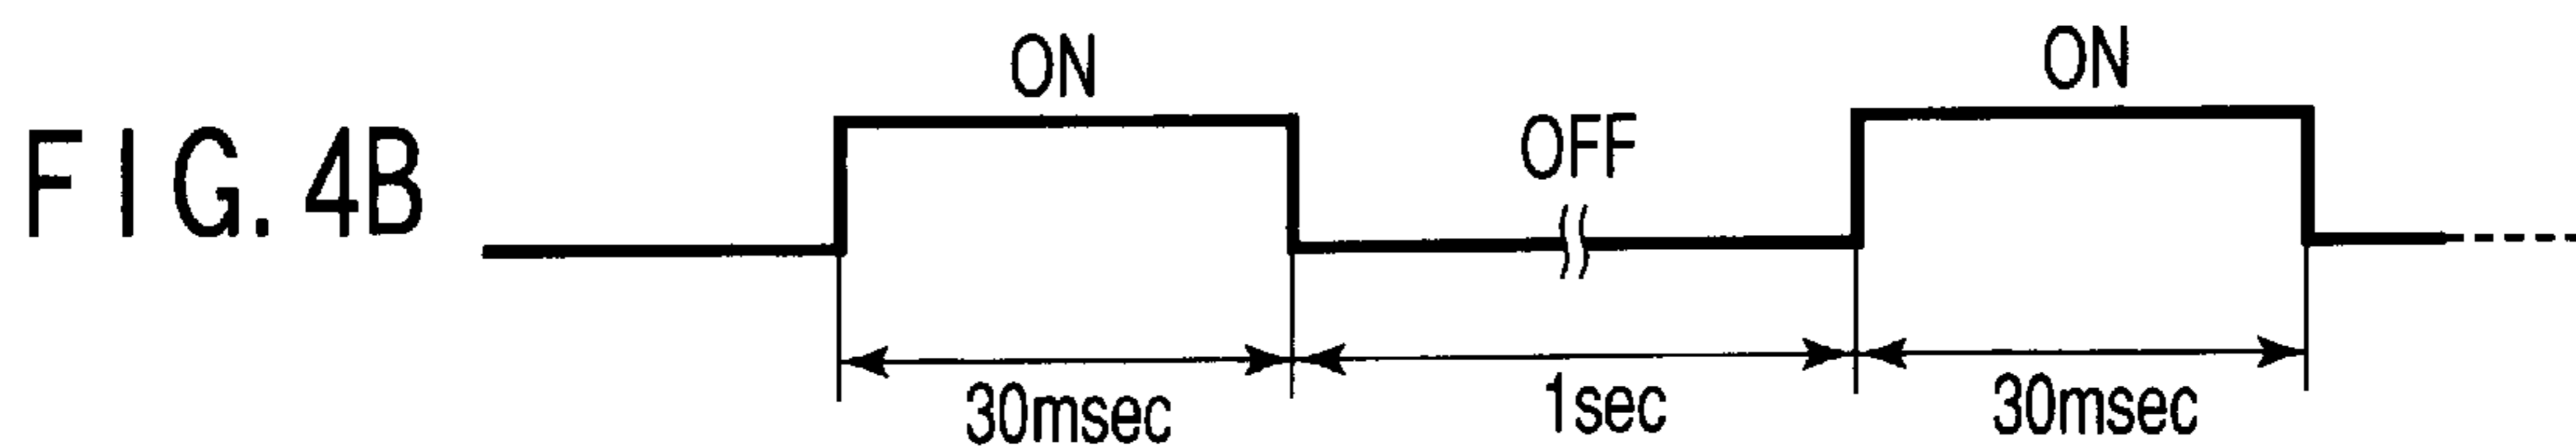 FIG. 4B
ON
OFF
ON
30msec
1sec
30msec